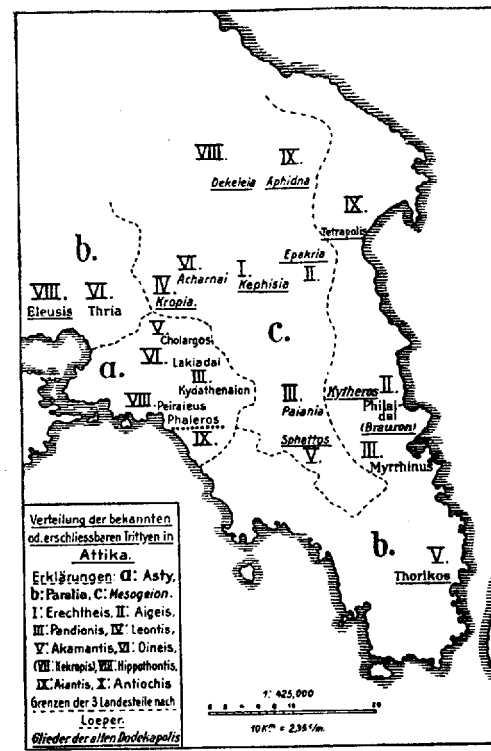 VIII.
IX.
Dekeleia
Aphidna
IX.
Tetrapolis
b.
VI.
Acharnai
I.
Kephisia
Epakria
II.
VIII.
Eleusis
VI.
Thria
IV.
Kropia.
V.
Cholargos
c.
a.
VI.
Lakiadai
III.
Kydathenaion
VIII.
Peiraieus
Phaleros
IX.
III.
Paiania
Kytheros
II.
Philai
dai
(Brauron)
Sphettos
V.
III.
Myrrhinus
b.
V.
Thorikos
Verteilung der bekannten
od. erschliessbaren Trittyen in
Attika.
Erklärungen: a: Asty,
b: Paralia, C: Mesogeion.
I: Erechtheis, II: Aigeis.
III: Pandionis, IV: Leontis,
V: Akamantis, VI: Oineis,
(VII: Kekropis), VIII: Hippothontis,
IX: Aiantis, X: Antiochis
Grenzen der 3 Landesteile nach
Loeper.
Glieder der alten Dodekapolis
1: 425,000
10 Km = 2,35 c/m.